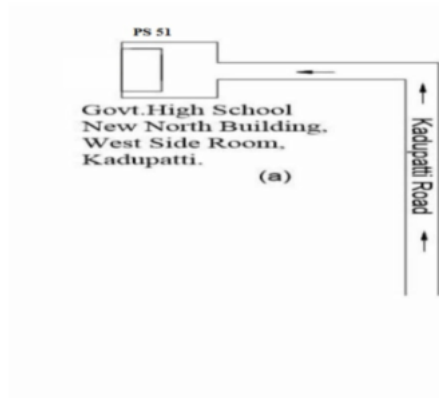 PS 51
Govt.High School
New North Building,
West Side Room,
Kadupatti.
(a)
Kadupatti Road